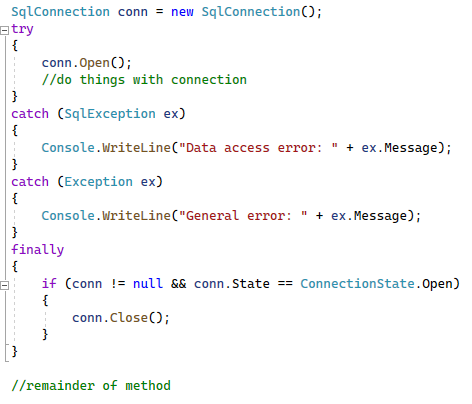 SqlConnection conn = new SqlConnection();
try
{
    conn.Open();
    //do things with connection
}
catch (SqlException ex)
{
    Console.WriteLine("Data access error: " + ex.Message);
}
catch (Exception ex)
{
    Console.WriteLine("General error: " + ex.Message);
}
finally
{
    if (conn != null && conn.State == ConnectionState.Open)
    {
        conn.Close();
    }
}
//remainder of method